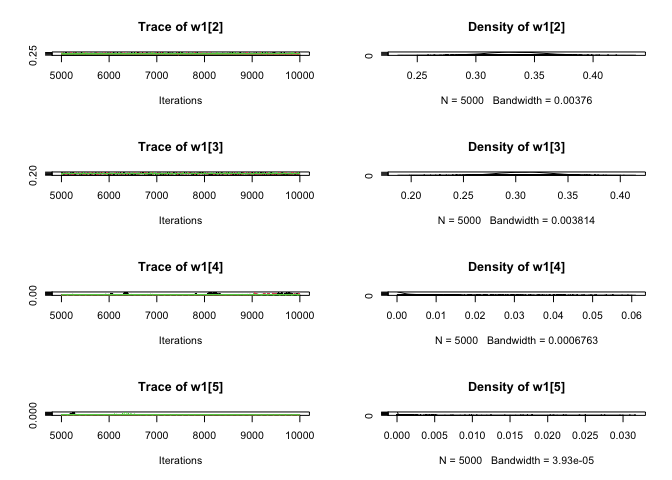 Trace of w1[2]
0.25
5000 6000 7000 8000 9000 10000
Iterations
Density of w1[2]
0
0.25 0.30 0.35 0.40
N = 5000 Bandwidth = 0.00376
Trace of w1[3]
0.20
5000 6000 7000 8000 9000 10000
Iterations
Density of w1[3]
0
0.20 0.25 0.30 0.35 0.40
N = 5000 Bandwidth = 0.003814
Trace of w1[4]
0.00
5000 6000 7000 8000 9000 10000
Iterations
Density of w1[4]
0
0.00 0.01 0.02 0.03 0.04 0.05 0.06
N = 5000 Bandwidth = 0.0006763
Trace of w1[5]
0.000
5000 6000 7000 8000 9000 10000
Iterations
Density of w1[5]
0
0.000 0.005 0.010 0.015 0.020 0.025 0.030
N = 5000 Bandwidth = 3.93e-05